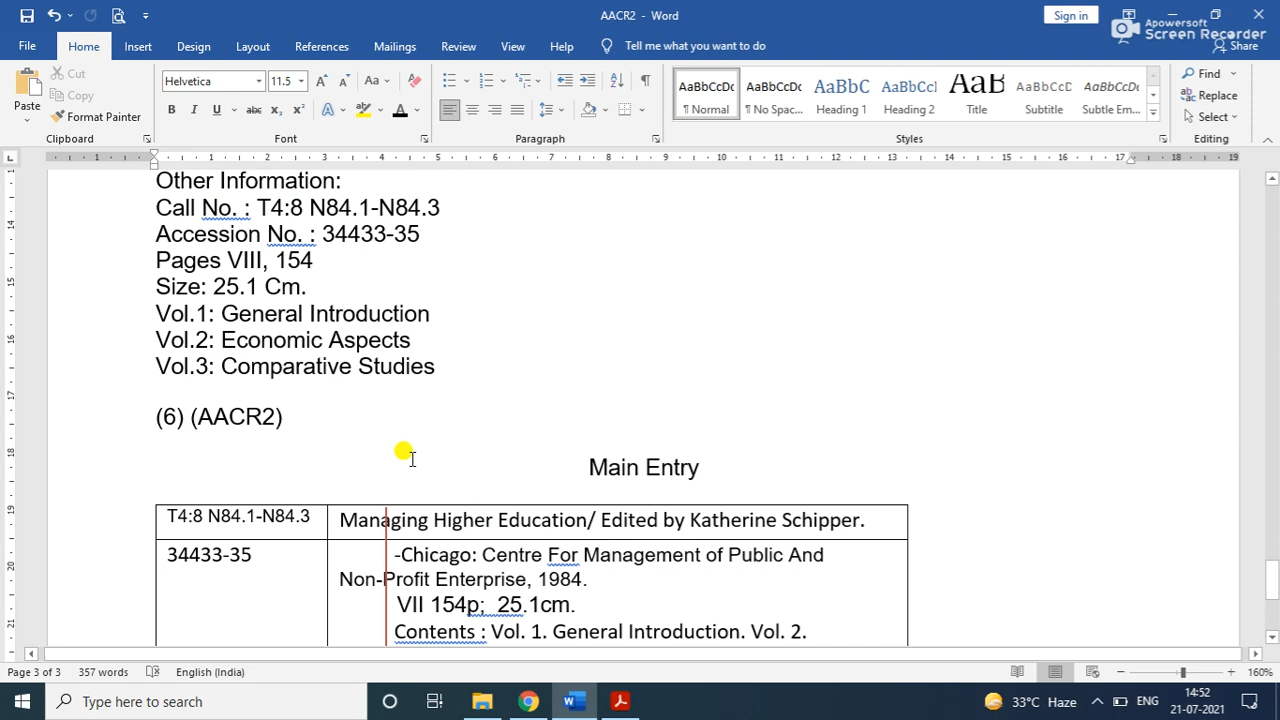 AACR2 - Word
Sign in
Apowersoft
Screen Recorder
File Home Insert Design Layout References Mailings Review View Help Tell me what you want to do Share
Paste
Cut
Copy
Format Painter
Clipboard
Helvetica 11.5
Font
Paragraph
AaBbCcDc AaBbCcDc AaBbC AaBbCcl AaB AaBbCcD AaBbCcDc
¶ Normal ¶ No Spac... Heading 1 Heading 2 Title Subtitle Subtle Em...
Styles
Find
Replace
Select
Editing
Other Information:
Call No. : T4:8 N84.1-N84.3
Accession No. : 34433-35
Pages VIII, 154
Size: 25.1 Cm.
Vol.1: General Introduction
Vol.2: Economic Aspects
Vol.3: Comparative Studies
(6) (AACR2)
Main Entry
T4:8 N84.1-N84.3 Managing Higher Education/ Edited by Katherine Schipper.
34433-35 -Chicago: Centre For Management of Public And
Non-Profit Enterprise, 1984.
VII 154p; 25.1cm.
Contents : Vol. 1. General Introduction. Vol. 2.
Page 3 of 3 357 words English (India) 160%
Type here to search
33°C Haze ENG 14:52
21-07-2021